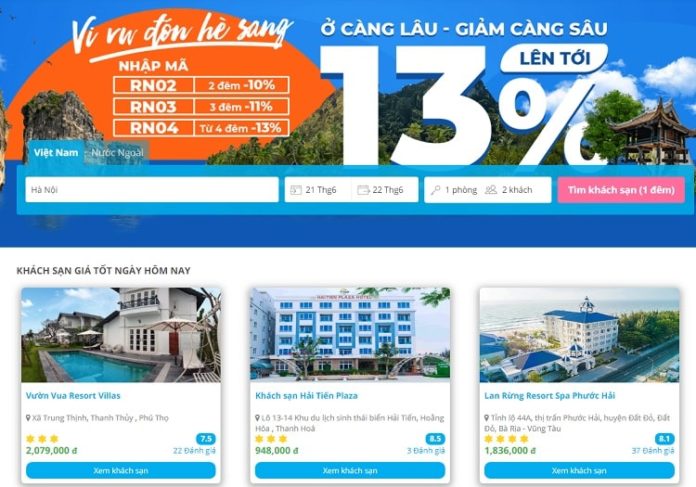 Vi vu đón hè sang
NHẬP MÃ
RN02 2 đêm -10%
RN03 3 đêm -11%
RN04 Từ 4 đêm -13%
Ở CÀNG LÂU - GIẢM CÀNG SÂU
LÊN TỚI
13%
Việt Nam Nước Ngoài
Hà Nội 21 Thg6 22 Thg6 1 phòng 2 khách Tìm khách sạn (1 đêm)
KHÁCH SẠN GIÁ TỐT NGÀY HÔM NAY
Vườn Vua Resort Villas
Xã Trung Thịnh, Thanh Thủy , Phú Thọ
7.5
2,079,000 đ 22 Đánh giá
Xem khách sạn
HAITIEN PLAZA HOTEL
Khách sạn Hải Tiến Plaza
Lô 13-14 Khu du lịch sinh thái biển Hải Tiến, Hoằng
Hóa , Thanh Hoá
8.5
948,000 đ 3 Đánh giá
Xem khách sạn
Lan Rừng Resort Spa Phước Hải
Tỉnh lộ 44A, thị trấn Phước Hải, huyện Đất Đỏ, Đất
Đỏ, Bà Rịa - Vũng Tàu
8.1
1,836,000 đ 37 Đánh giá
Xem khách sạn